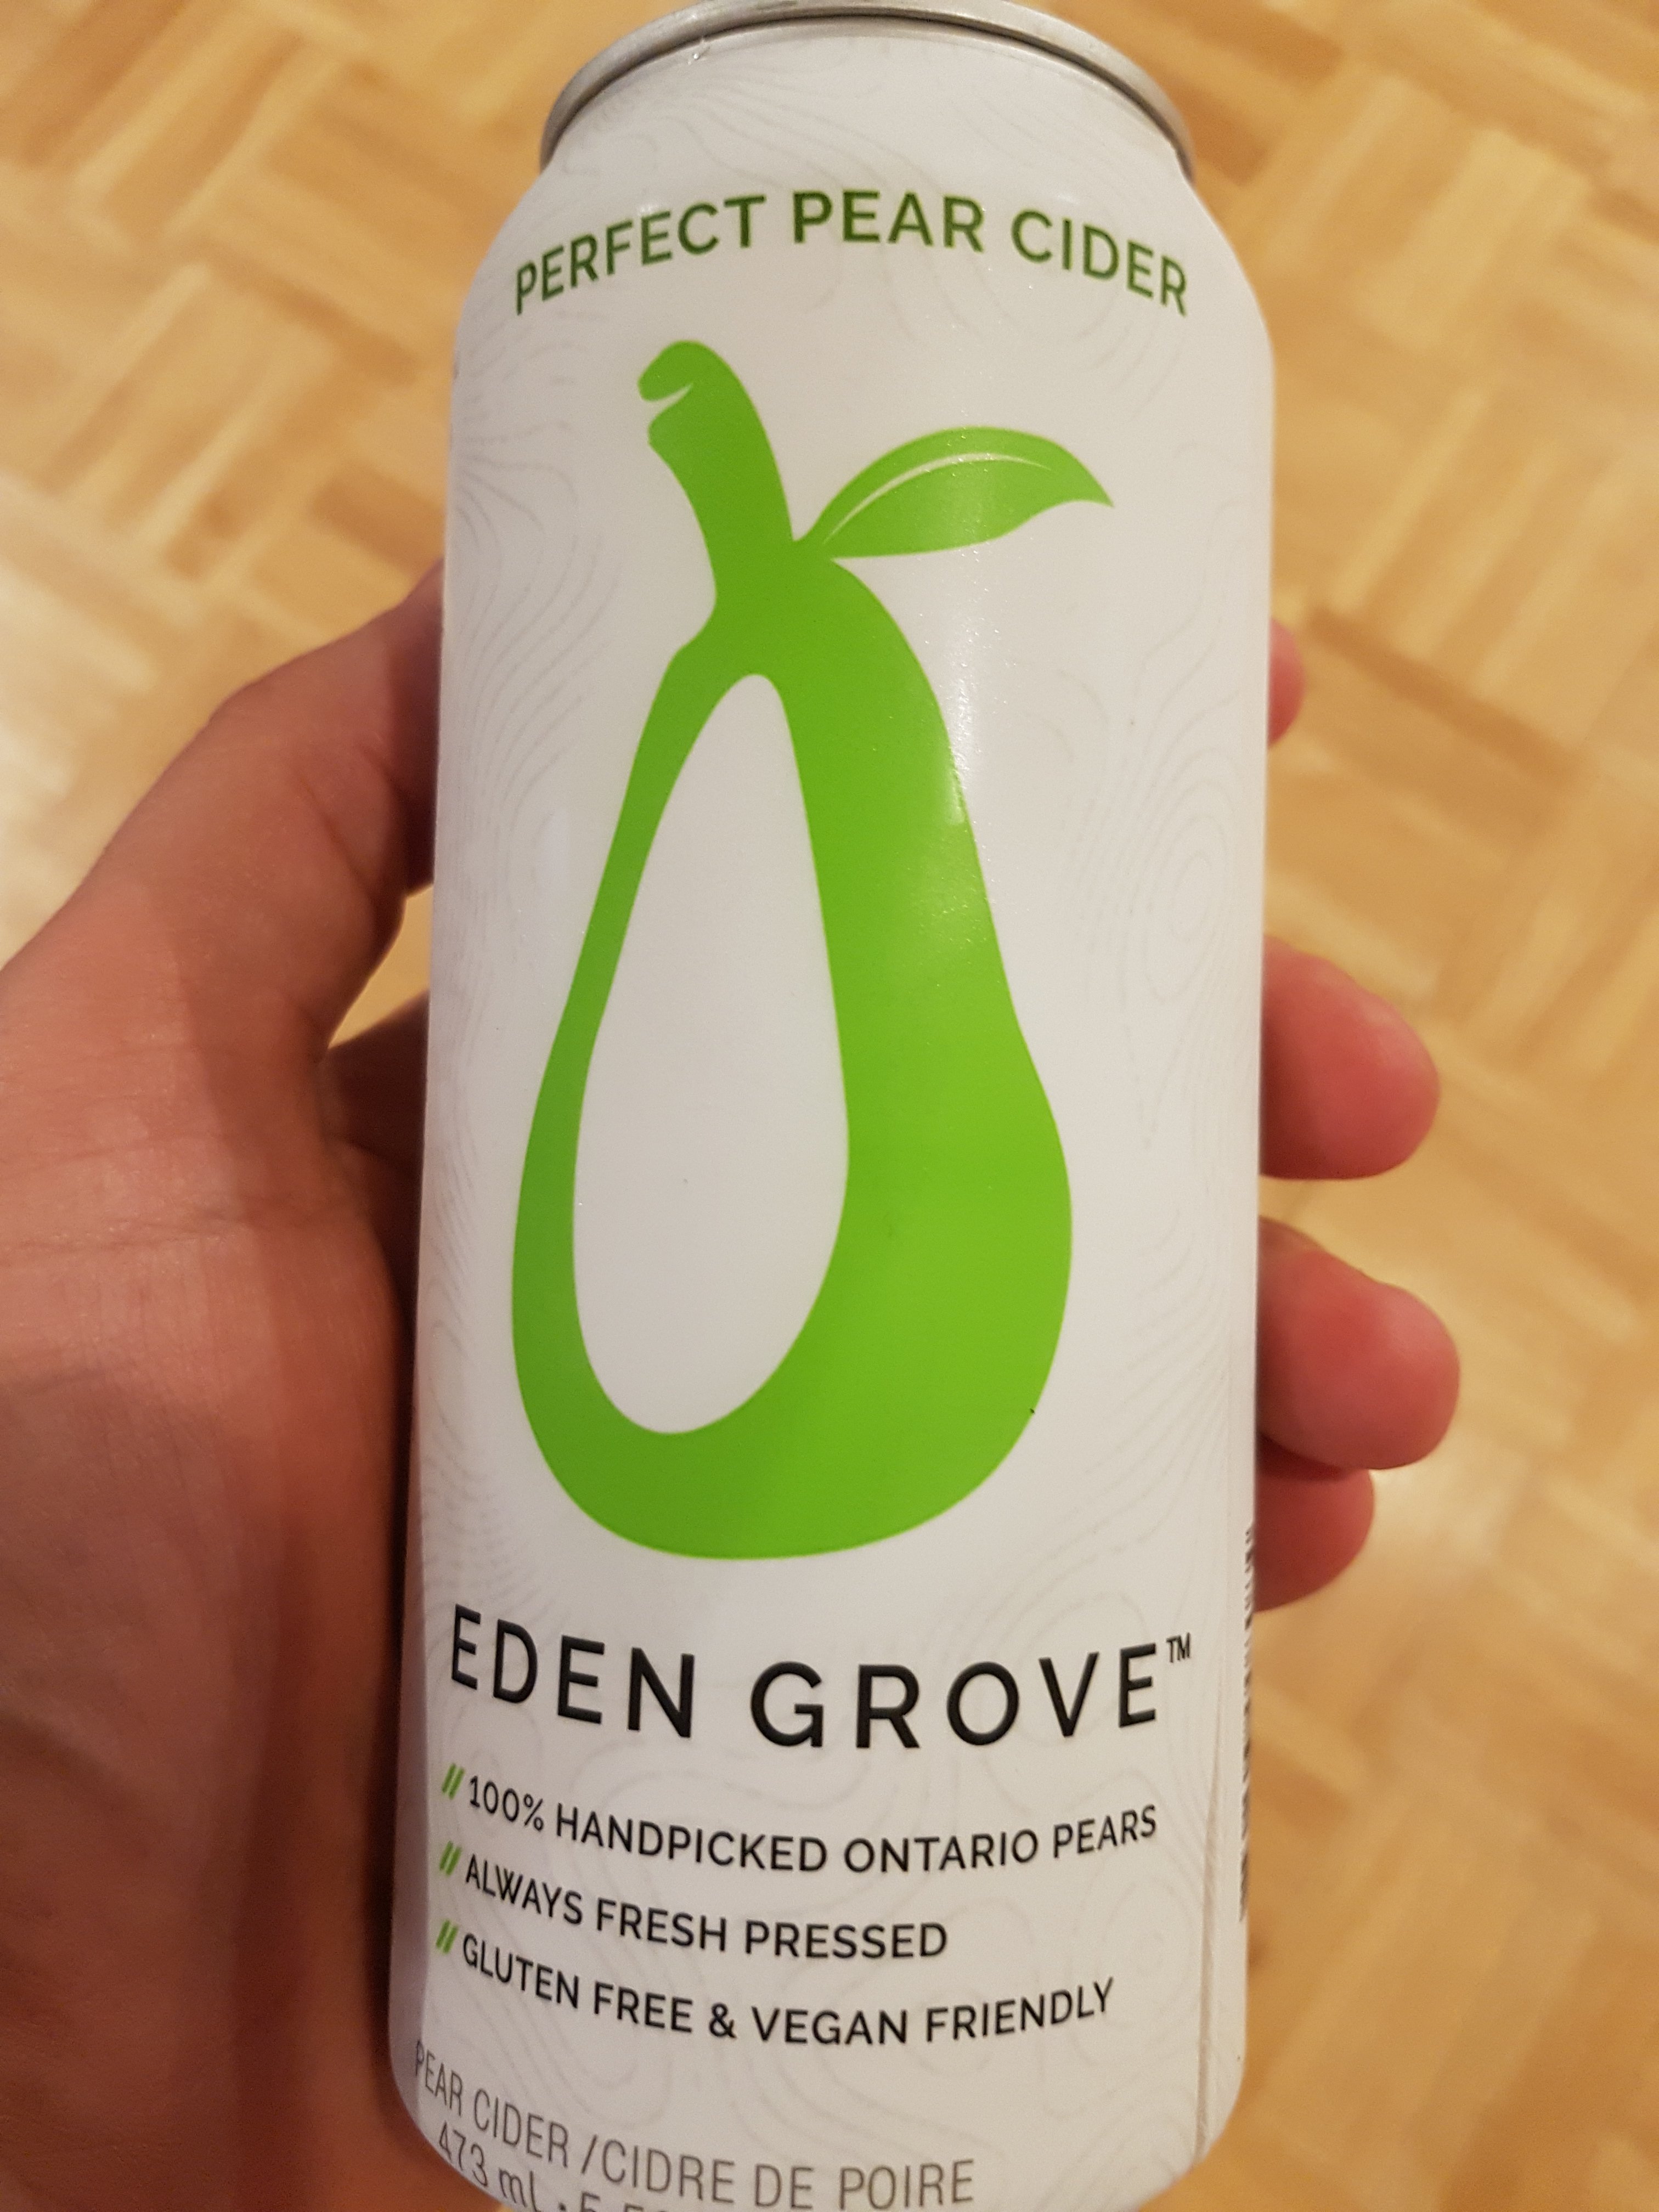 PERFECT PEAR CIDER
EDEN GROVE™
// 100% HANDPICKED ONTARIO PEARS
// ALWAYS FRESH PRESSED
// GLUTEN FREE & VEGAN FRIENDLY
PEAR CIDER / CIDRE DE POIRE
473 mL